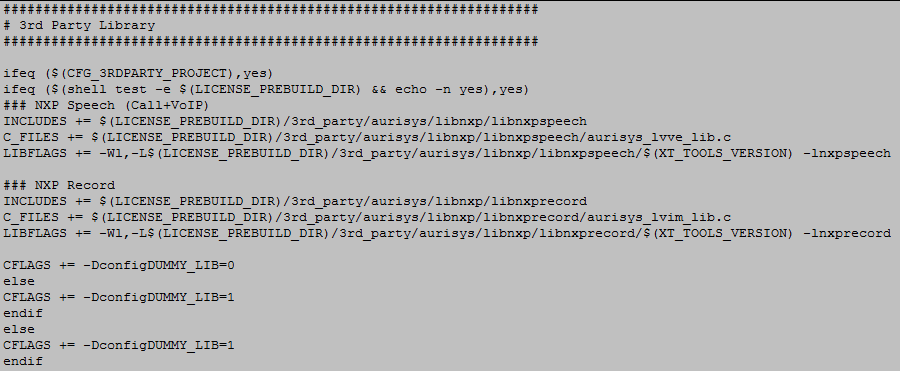 ###################################################################
# 3rd Party Library
###################################################################
ifeq ($(CFG_3RDPARTY_PROJECT),yes)
ifeq ($(shell test -e $(LICENSE_PREBUILD_DIR) && echo -n yes),yes)
### NXP Speech (Call+VoIP)
INCLUDES += $(LICENSE_PREBUILD_DIR)/3rd_party/aurisys/libnxp/libnxpspeech
C_FILES += $(LICENSE_PREBUILD_DIR)/3rd_party/aurisys/libnxp/libnxpspeech/aurisys_lvve_lib.c
LIBFLAGS += -Wl,-L$(LICENSE_PREBUILD_DIR)/3rd_party/aurisys/libnxp/libnxpspeech/$(XT_TOOLS_VERSION) -lnxpspeech
### NXP Record
INCLUDES += $(LICENSE_PREBUILD_DIR)/3rd_party/aurisys/libnxp/libnxprecord
C_FILES += $(LICENSE_PREBUILD_DIR)/3rd_party/aurisys/libnxp/libnxprecord/aurisys_lvim_lib.c
LIBFLAGS += -Wl,-L$(LICENSE_PREBUILD_DIR)/3rd_party/aurisys/libnxp/libnxprecord/$(XT_TOOLS_VERSION) -lnxprecord
CFLAGS += -DconfigDUMMY_LIB=0
else
CFLAGS += -DconfigDUMMY_LIB=1
endif
else
CFLAGS += -DconfigDUMMY_LIB=1
endif